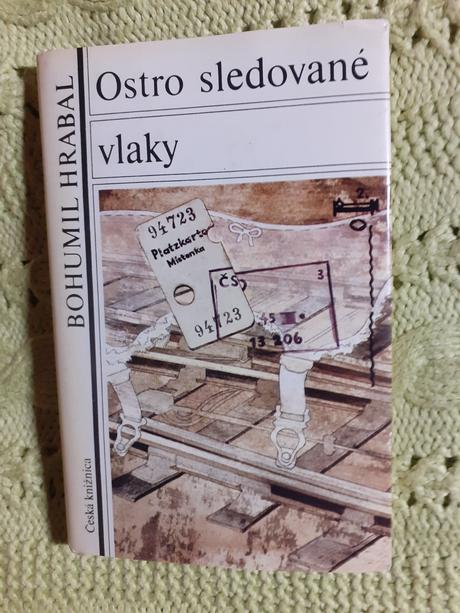 BOHUMIL HRABAL
Ostro sledované
vlaky
94723
Platzkarte
Místenka
94723
2.
ČSD
3
45
13 206
Česká knižnica